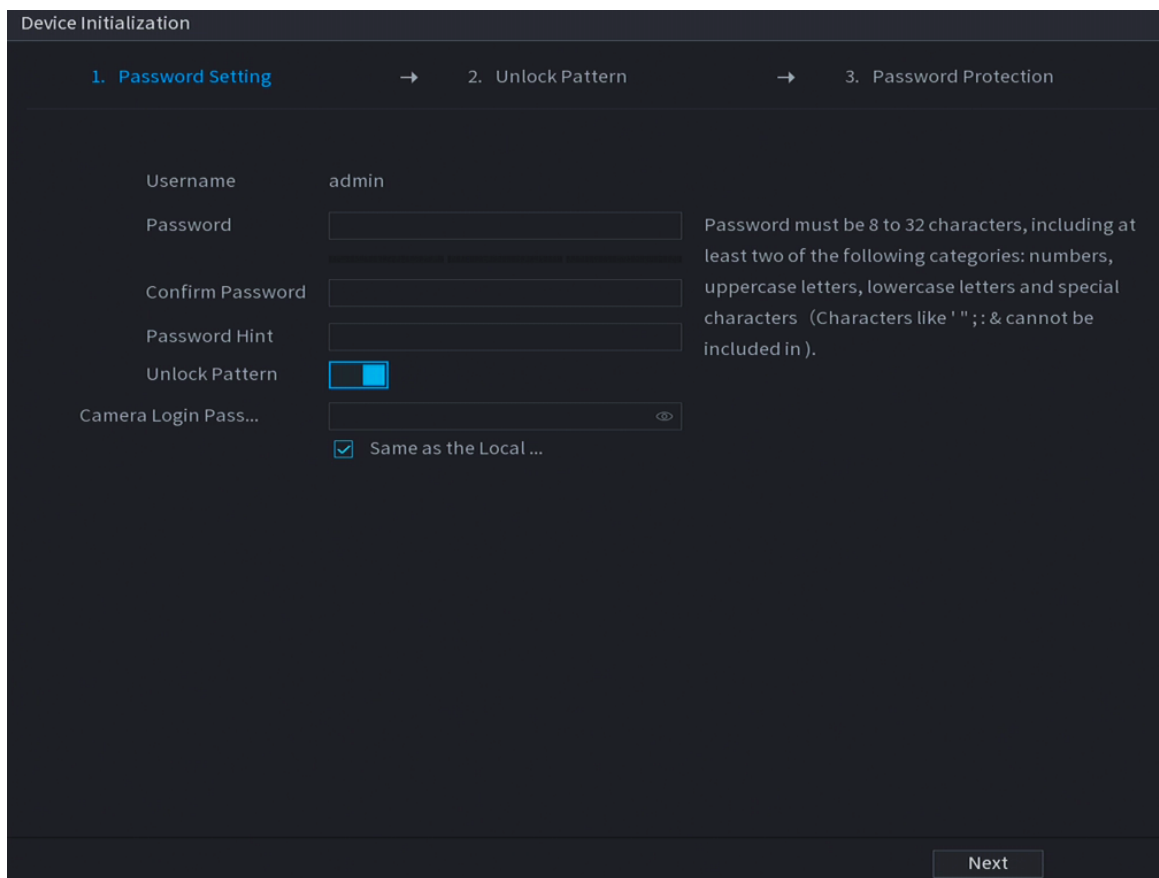 Device Initialization
1. Password Setting → 2. Unlock Pattern → 3. Password Protection
Username admin
Password
Password must be 8 to 32 characters, including at
least two of the following categories: numbers,
uppercase letters, lowercase letters and special
characters (Characters like ' " ; : & cannot be
included in ).
Confirm Password
Password Hint
Unlock Pattern
Camera Login Pass...
Same as the Local ...
Next